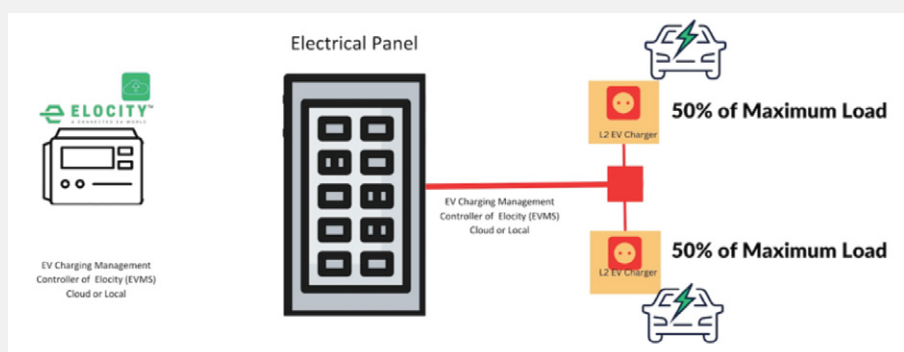 Electrical Panel
ELOCITY™
A CONNECTED EV WORLD
L2 EV Charger
50% of Maximum Load
EV Charging Management
Controller of Elocity (EVMS)
Cloud or Local
L2 EV Charger
50% of Maximum Load
EV Charging Management
Controller of Elocity (EVMS)
Cloud or Local